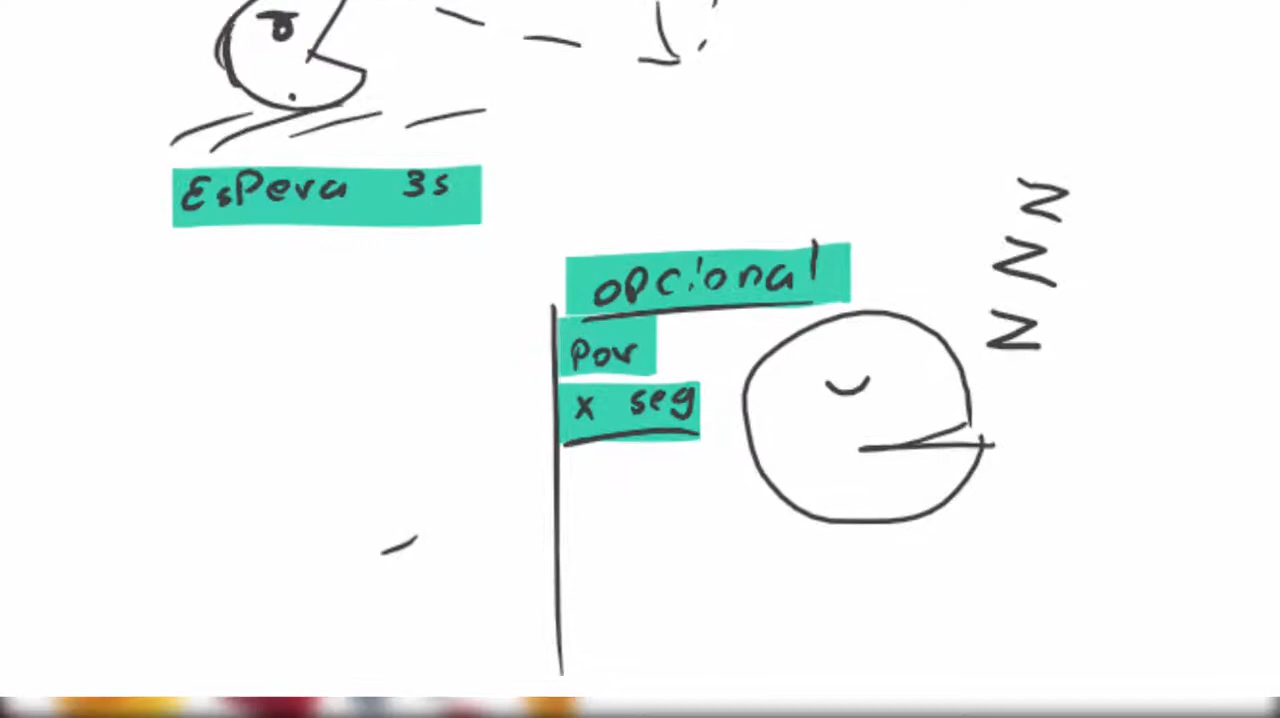 EsPera 3s
oPcional
Por
x seg
Z
Z
Z